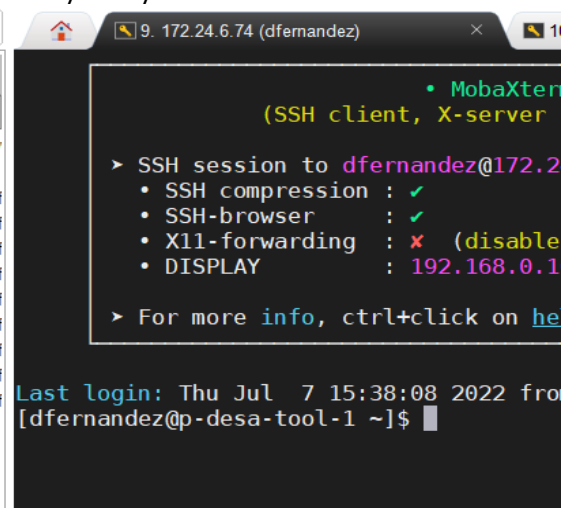 9. 172.24.6.74 (dfernandez)
• MobaXterm
(SSH client, X-server
➤ SSH session to dfernandez@172.2
• SSH compression : ✔
• SSH-browser : ✔
• X11-forwarding : ✘ (disable
• DISPLAY : 192.168.0.1
➤ For more info, ctrl+click on he
Last login: Thu Jul 7 15:38:08 2022 from
[dfernandez@p-desa-tool-1 ~]$